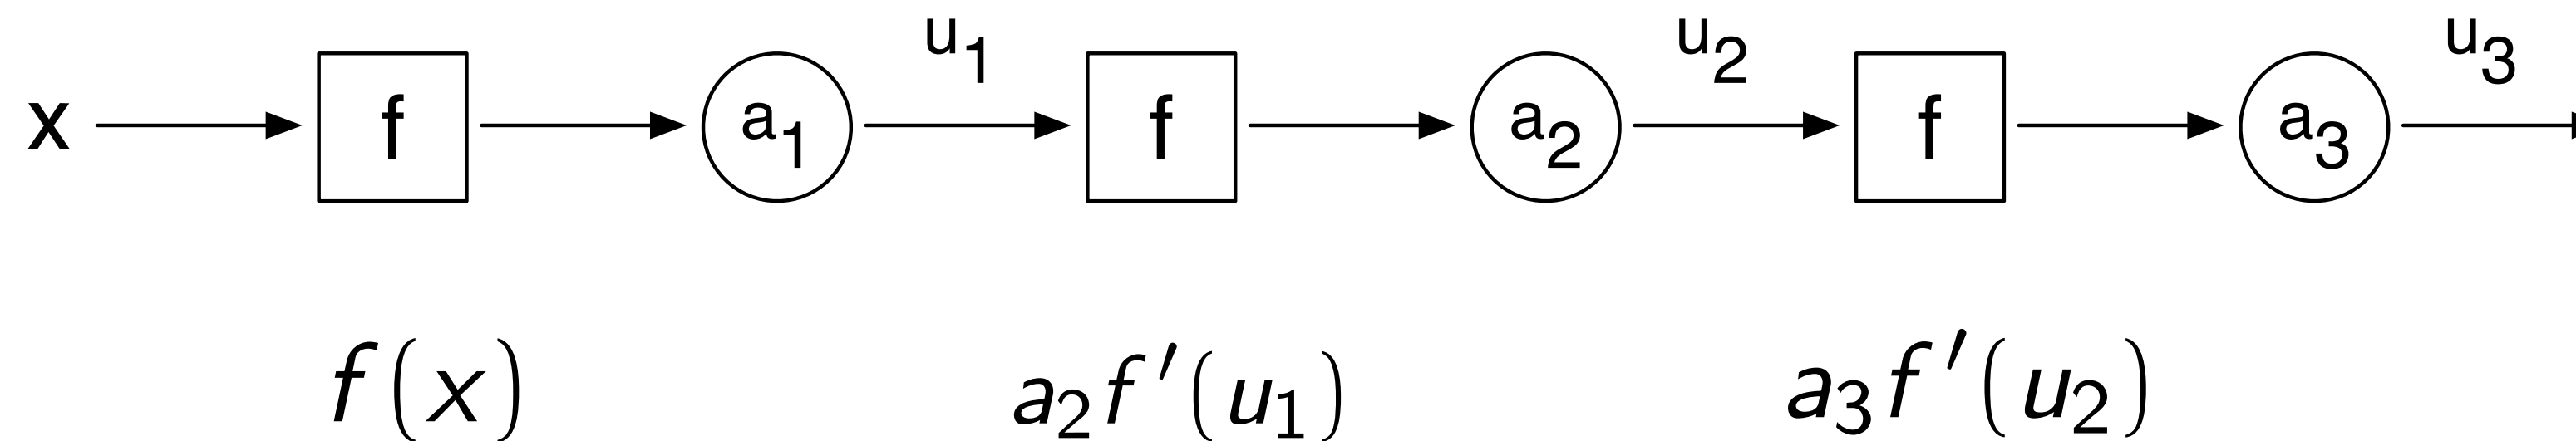 u₁ u₂ u₃
x f a₁ f a₂ f a₃
f(x) a₂f′(u₁) a₃f′(u₂)